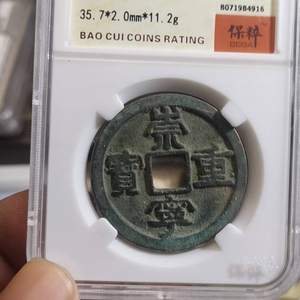 35.7*2.0mm*11.2g
8071984916
BAO CUI COINS RATING
保粹
崇
寶 重
寧